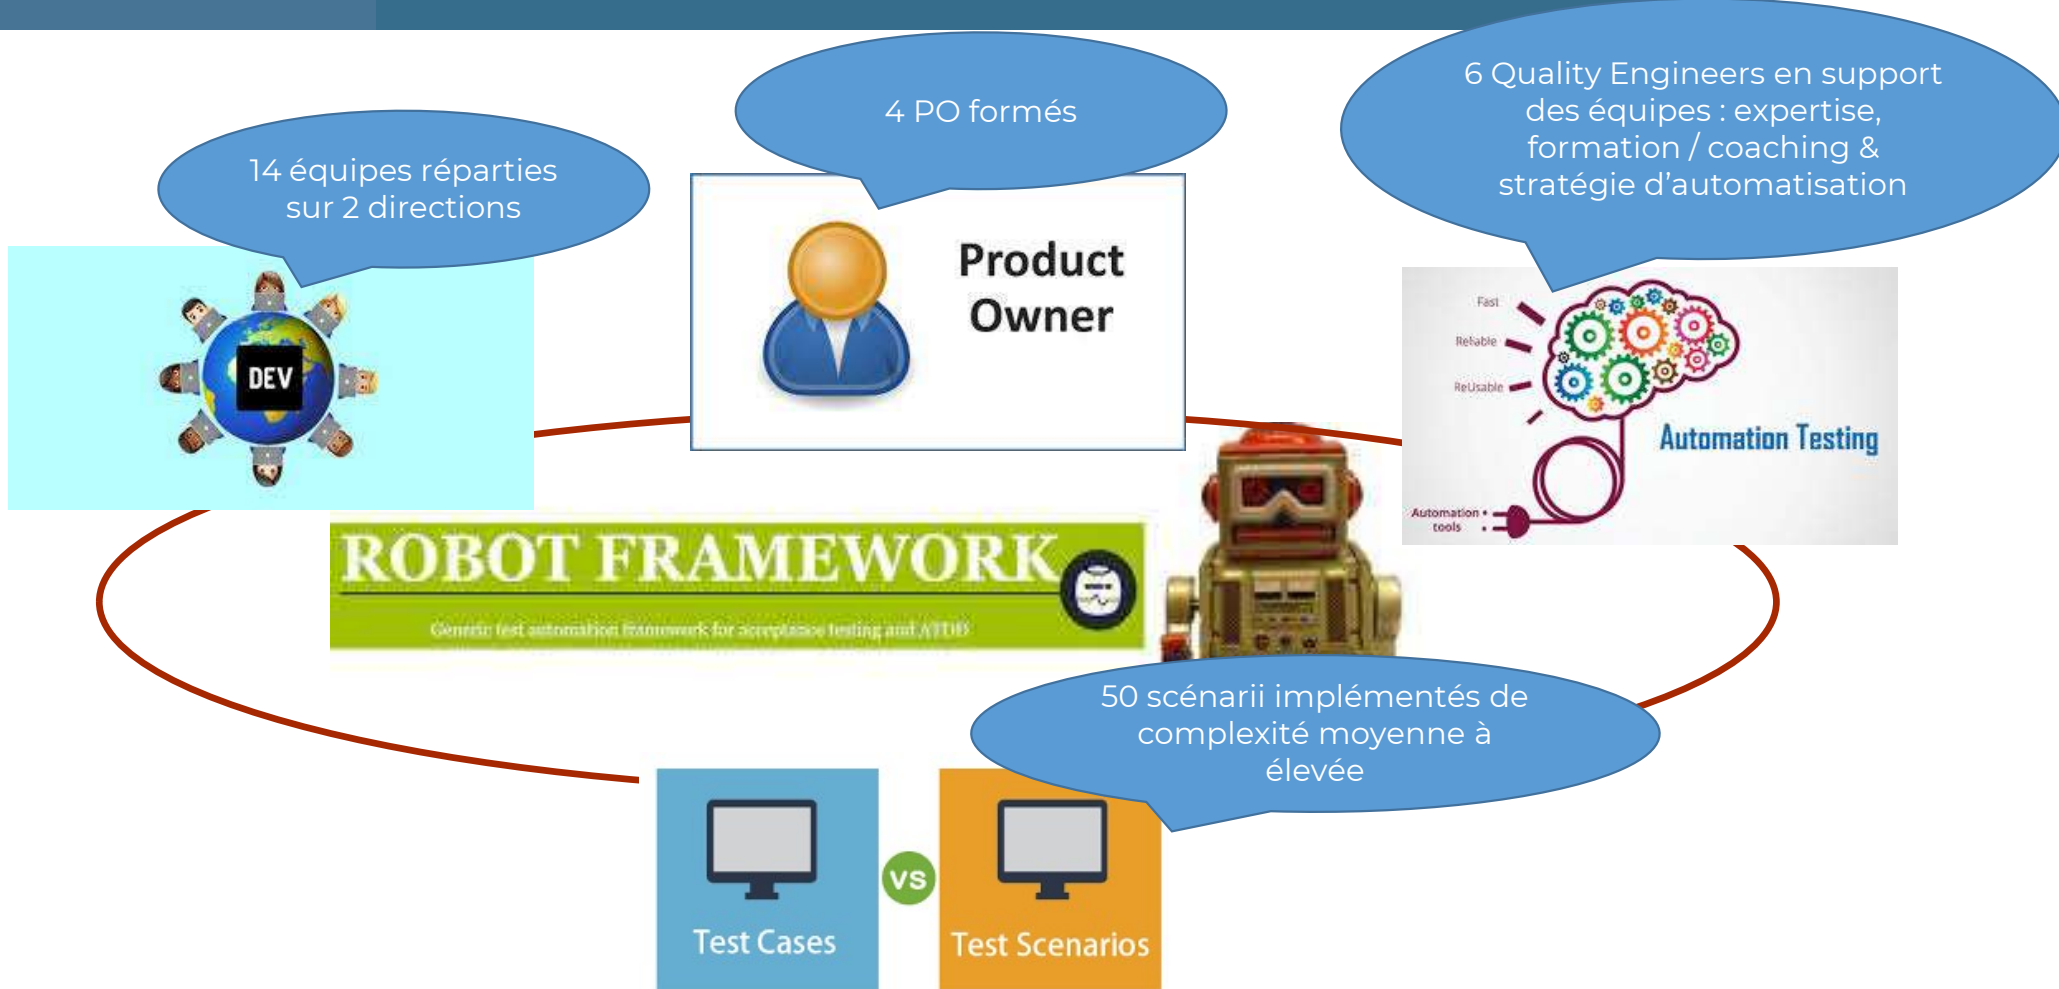 14 équipes réparties
sur 2 directions
4 PO formés
6 Quality Engineers en support
des équipes : expertise,
formation / coaching &
stratégie d’automatisation
DEV
Product
Owner
Fast
Reliable
ReUsable
Automation Testing
Automation
tools
ROBOT FRAMEWORK
Generic test automation framework for acceptance testing and ATDD
50 scénarii implémentés de
complexité moyenne à
élevée
Test Cases
vs
Test Scenarios